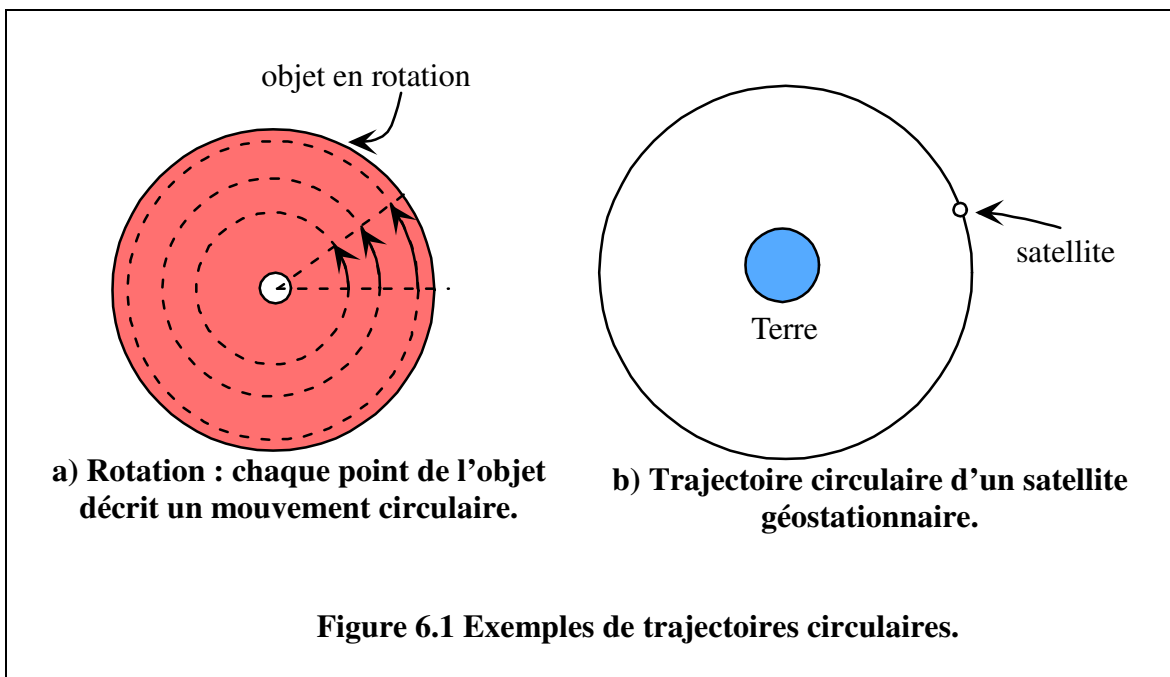 objet en rotation
satellite
Terre
a) Rotation : chaque point de l’objet
décrit un mouvement circulaire.
b) Trajectoire circulaire d’un satellite
géostationnaire.
Figure 6.1 Exemples de trajectoires circulaires.